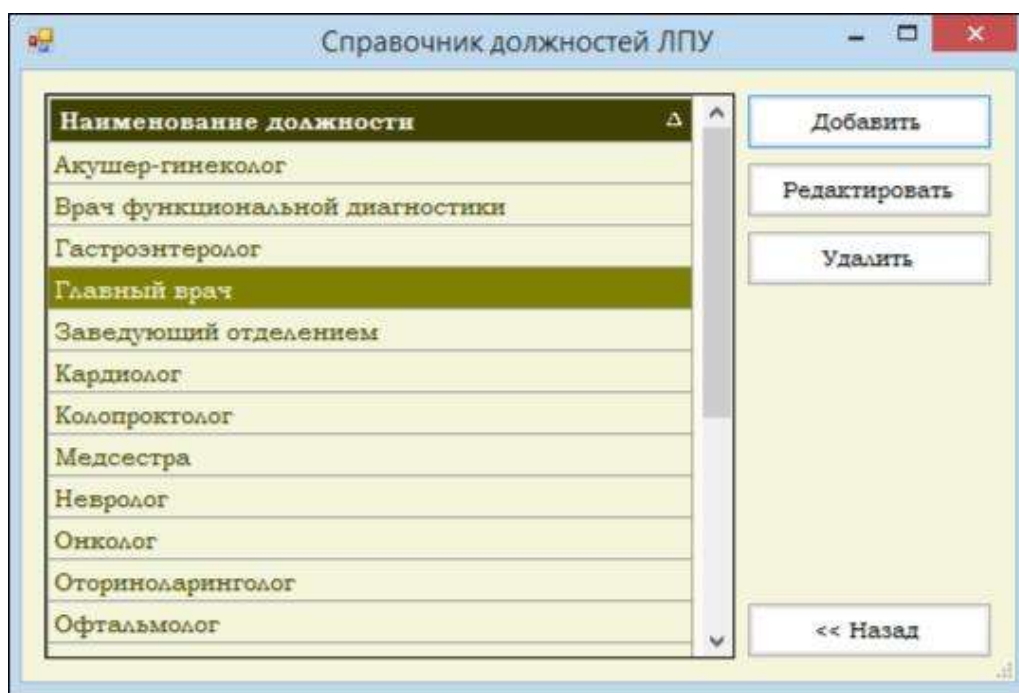 Справочник должностей ЛПУ
Наименование должности
Акушер-гинеколог
Врач функциональной диагностики
Гастроэнтеролог
Главный врач
Заведующий отделением
Кардиолог
Колопроктолог
Медсестра
Невролог
Онколог
Оториноларинголог
Офтальмолог
Добавить
Редактировать
Удалить
<< Назад